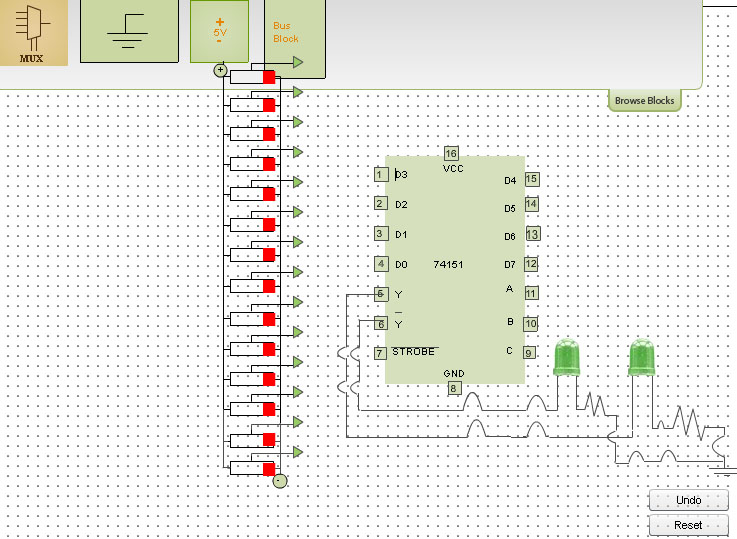 MUX
+
5V
-
Bus
Block
Browse Blocks
+
16
VCC
1 D3
D4 15
2 D2
D5 14
3 D1
D6 13
4 D0
74151
D7 12
5 Y
A 11
6 Y
B 10
7 STROBE
C 9
GND
8
-
Undo
Reset